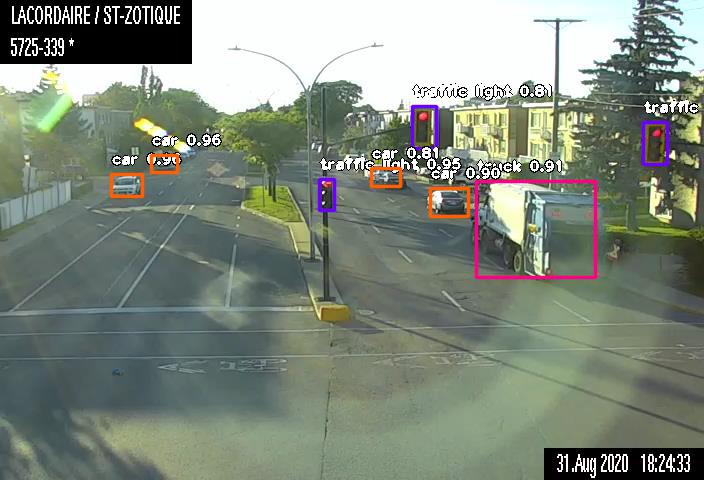 LACORDAIRE / ST-ZOTIQUE
5725-339 *
traffic light 0.81
traffic
car 0.96
car 0.96
car 0.81
traffic light 0.95
truck 0.91
car 0.90
31.Aug 2020 18:24:33